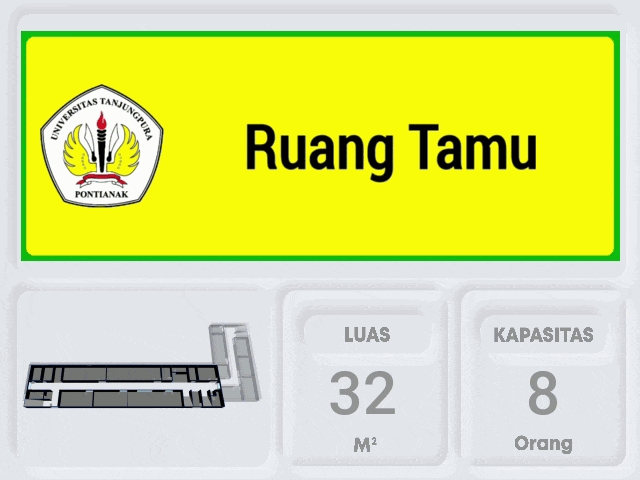 UNIVERSITAS TANJUNGPURA
PONTIANAK
Ruang Tamu
LUAS
32
M²
KAPASITAS
8
Orang